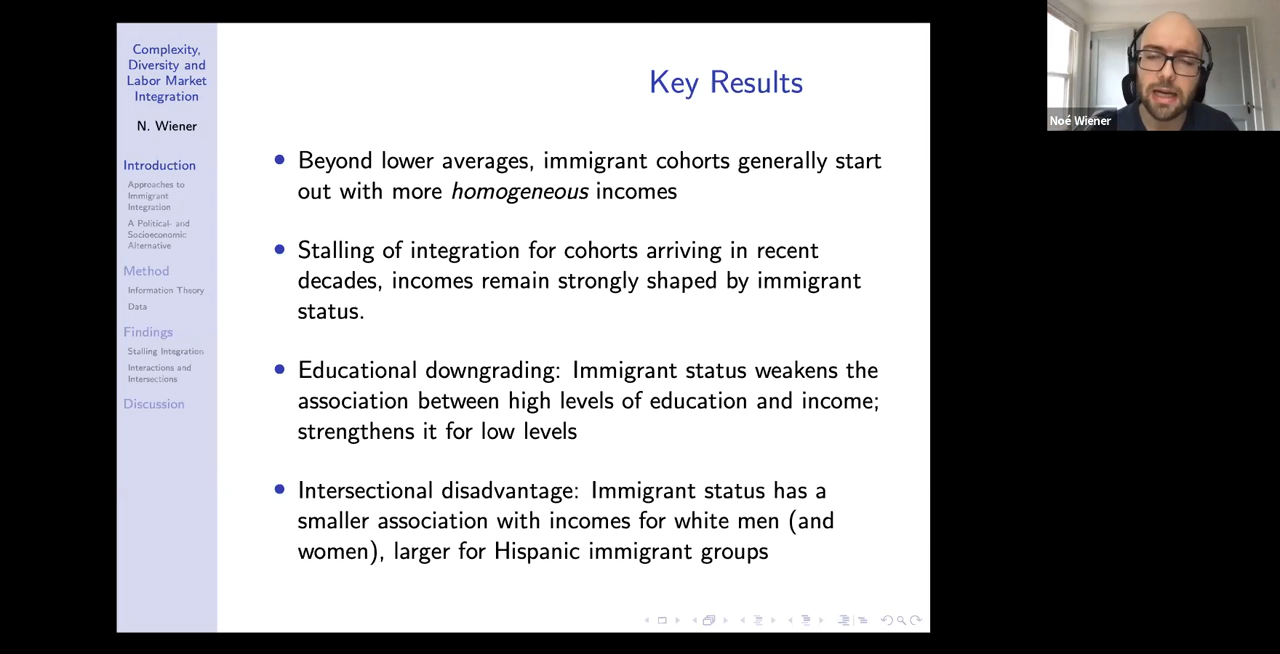 Complexity,
Diversity and
Labor Market
Integration
N. Wiener
Introduction
Approaches to
Immigrant
Integration
A Political- and
Socioeconomic
Alternative
Method
Information Theory
Data
Findings
Stalling Integration
Interactions and
Intersections
Discussion
Key Results
Beyond lower averages, immigrant cohorts generally start
out with more homogeneous incomes
Stalling of integration for cohorts arriving in recent
decades, incomes remain strongly shaped by immigrant
status.
Educational downgrading: Immigrant status weakens the
association between high levels of education and income;
strengthens it for low levels
Intersectional disadvantage: Immigrant status has a
smaller association with incomes for white men (and
women), larger for Hispanic immigrant groups
Noé Wiener